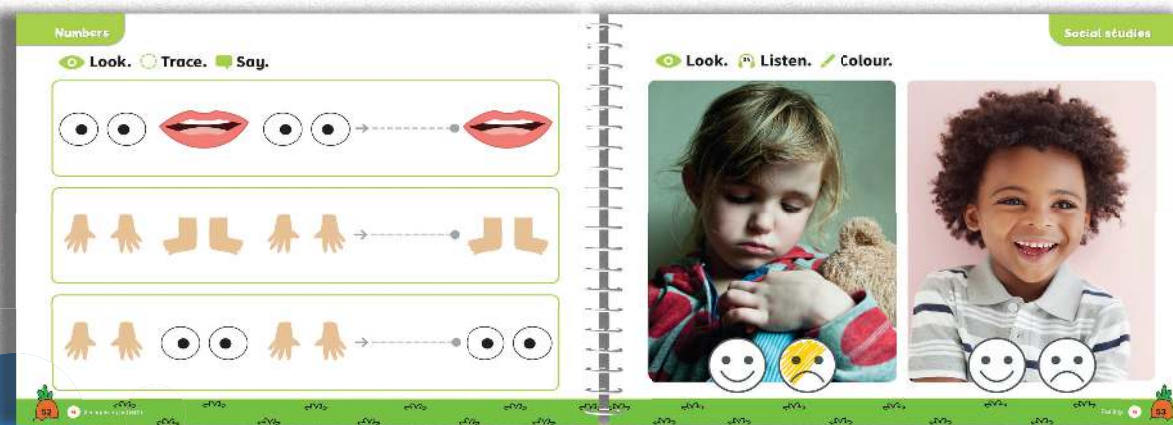 Numbers
Look. Trace. Say.
52
Social studies
Look. Listen. Colour.
53